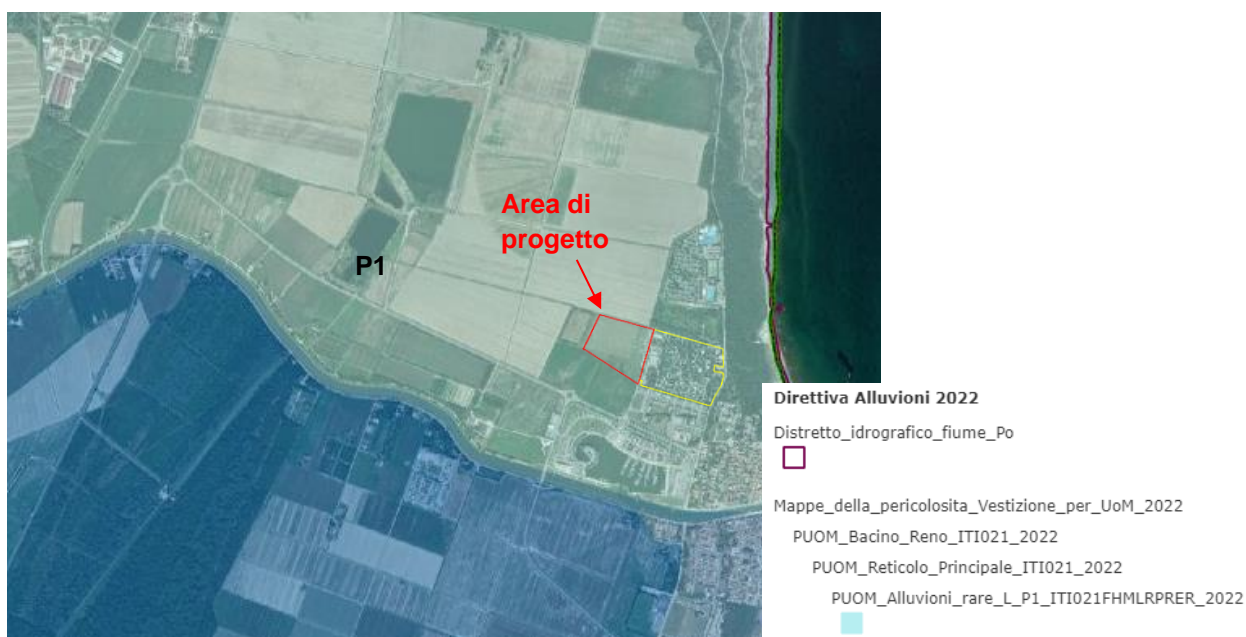 Area di
progetto
P1
Direttiva Alluvioni 2022
Distretto_idrografico_fiume_Po
Mappe_della_pericolosita_Vestizione_per_UoM_2022
PUOM_Bacino_Reno_ITI021_2022
PUOM_Reticolo_Principale_ITI021_2022
PUOM_Alluvioni_rare_L_P1_ITI021FHMLRPRER_2022